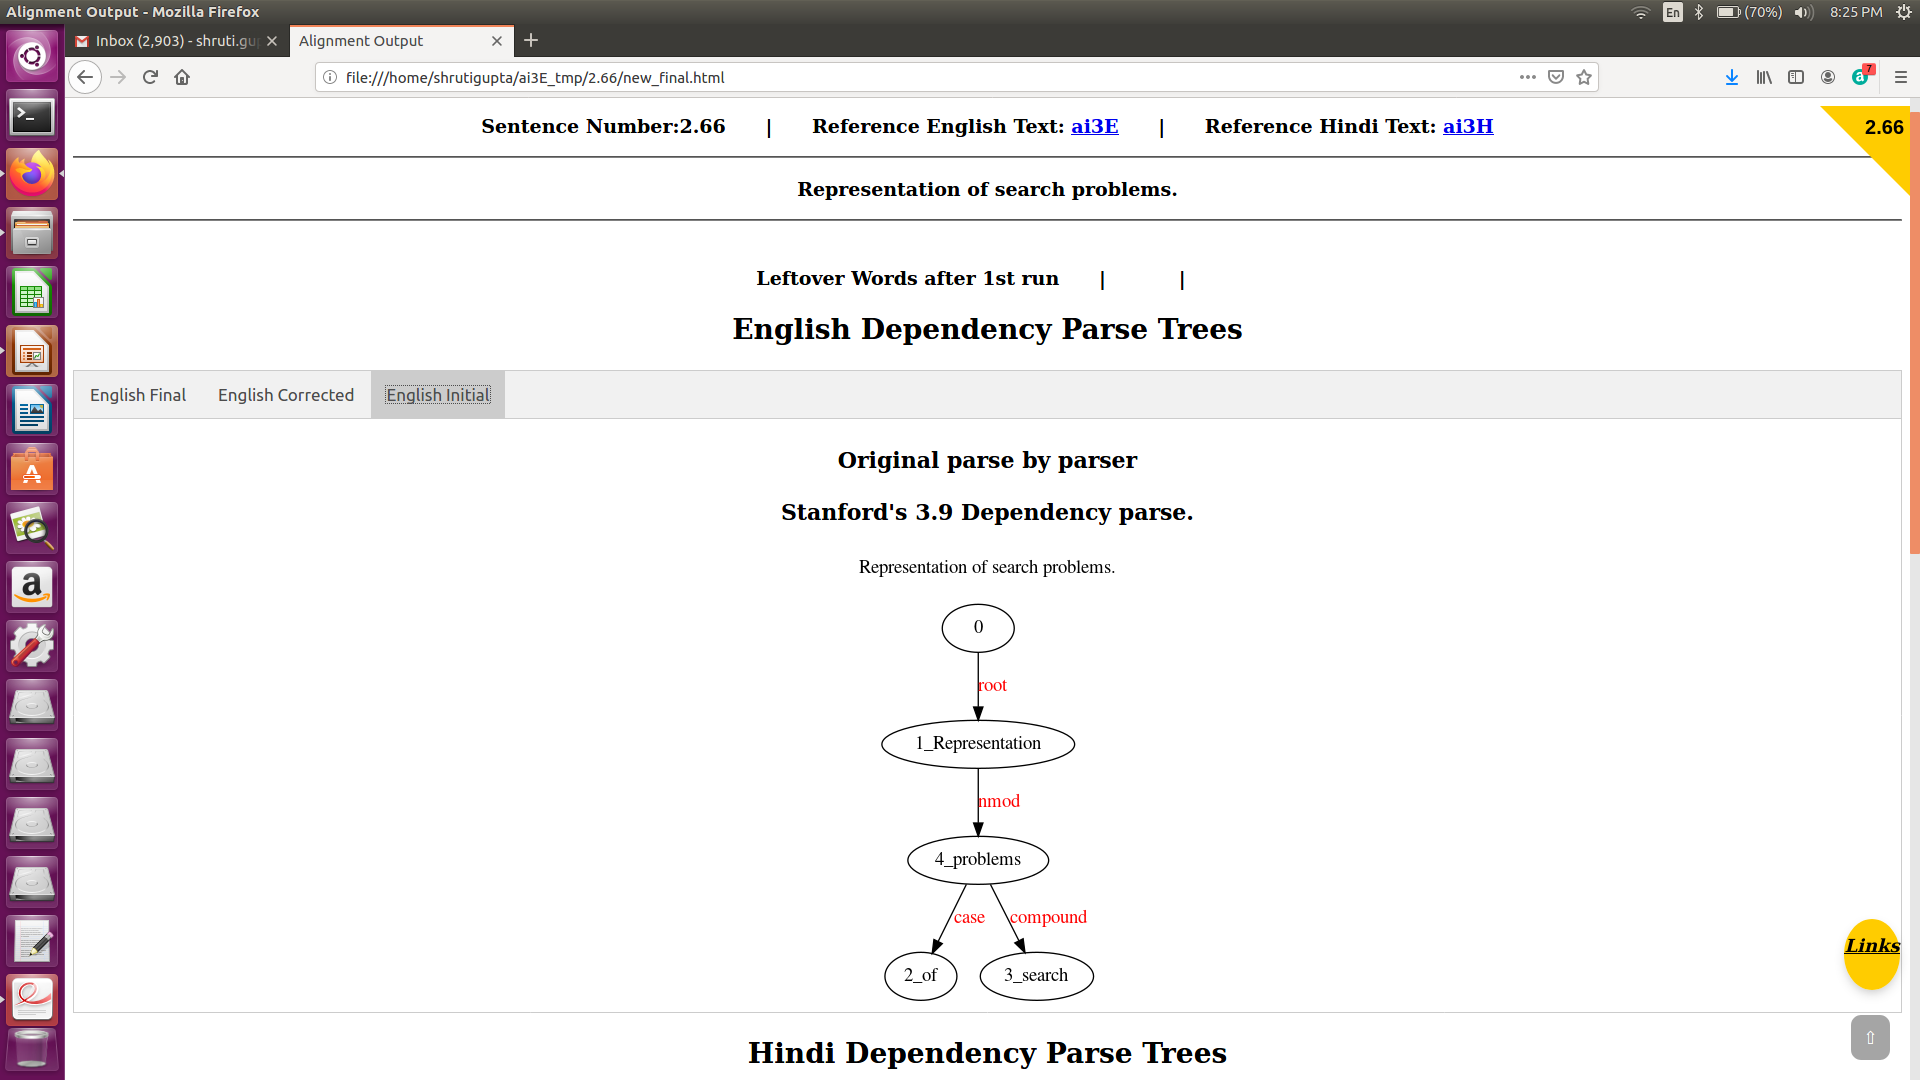 Alignment Output - Mozilla Firefox
En (70%) 8:25 PM
Inbox (2,903) - shruti.gup
Alignment Output
file:///home/shrutigupta/ai3E_tmp/2.66/new_final.html
7
Sentence Number:2.66 | Reference English Text: ai3E | Reference Hindi Text: ai3H
2.66
Representation of search problems.
Leftover Words after 1st run | |
English Dependency Parse Trees
English Final English Corrected English Initial
Original parse by parser
Stanford's 3.9 Dependency parse.
Representation of search problems.
0
root
1_Representation
nmod
4_problems
case compound
2_of 3_search
Links
Hindi Dependency Parse Trees